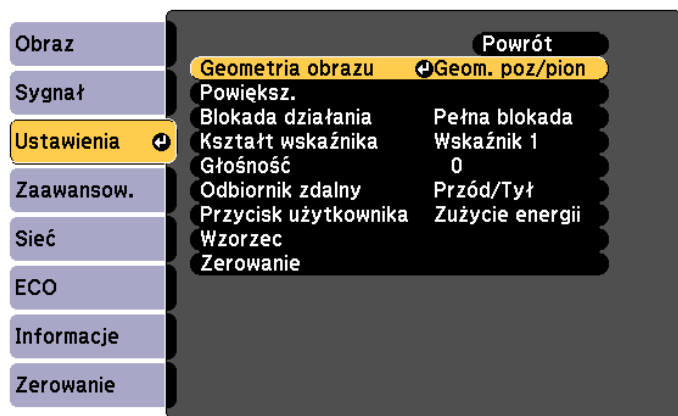 Obraz
Sygnał
Ustawienia
Zaawansow.
Sieć
ECO
Informacje
Zerowanie
Powrót
Geometria obrazu Geom. poz/pion
Powiększ.
Blokada działania Pełna blokada
Kształt wskaźnika Wskaźnik 1
Głośność 0
Odbiornik zdalny Przód/Tył
Przycisk użytkownika Zużycie energii
Wzorzec
Zerowanie